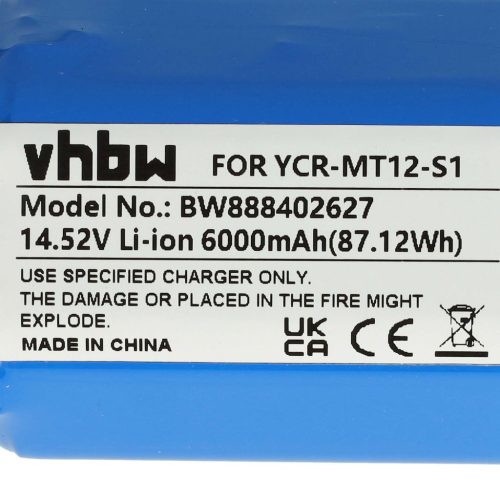 vhbw FOR YCR-MT12-S1
Model No.: BW888402627
14.52V Li-ion 6000mAh(87.12Wh)
USE SPECIFIED CHARGER ONLY.
THE DAMAGE OR PLACED IN THE FIRE MIGHT
EXPLODE.
MADE IN CHINA
UK
CA CE